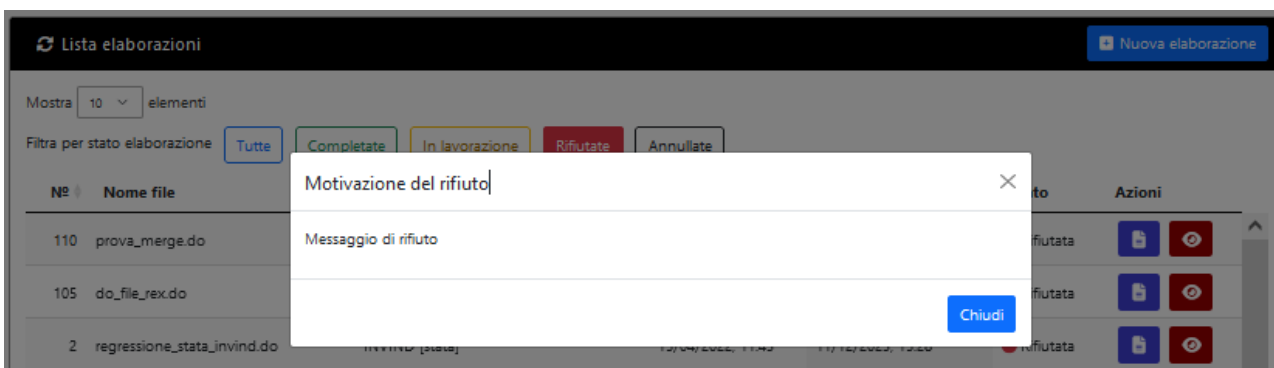 Lista elaborazioni
Nuova elaborazione
Mostra 10 elementi
Filtra per stato elaborazione Tutte Completate In lavorazione Rifiutate Annullate
Motivazione del rifiuto
Nº Nome file Azioni
Messaggio di rifiuto
110 prova_merge.do
105 do_file_rex.do
Chiudi
2 regressione_stata_invind.do INVIND [stata] Rifiutata